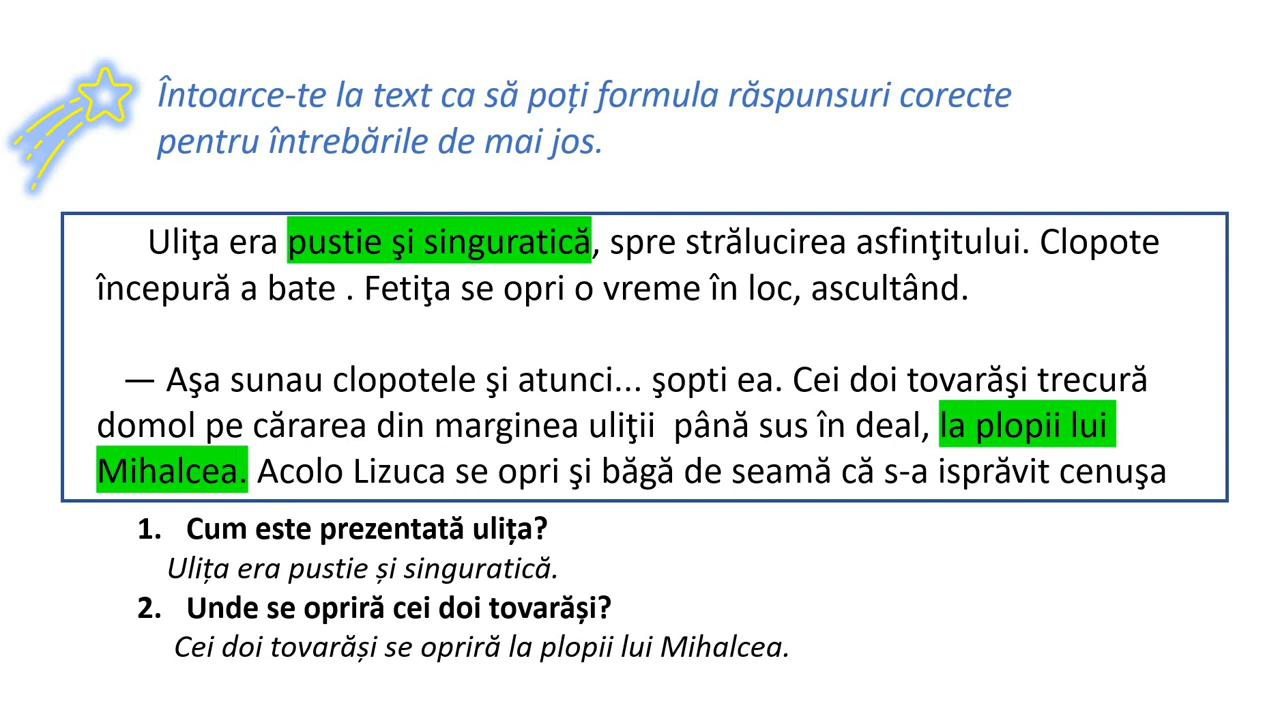 Întoarce-te la text ca să poți formula răspunsuri corecte
pentru întrebările de mai jos.
Uliţa era pustie şi singuratică, spre strălucirea asfinţitului. Clopote
începură a bate . Fetiţa se opri o vreme în loc, ascultând.
— Aşa sunau clopotele şi atunci... şopti ea. Cei doi tovarăşi trecură
domol pe cărarea din marginea uliţii  până sus în deal, la plopii lui
Mihalcea. Acolo Lizuca se opri şi băgă de seamă că s-a isprăvit cenuşa
1. Cum este prezentată ulița?
Ulița era pustie și singuratică.
2. Unde se opriră cei doi tovarăși?
Cei doi tovarăși se opriră la plopii lui Mihalcea.